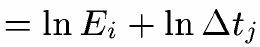 = ln E_i + ln Δt_j